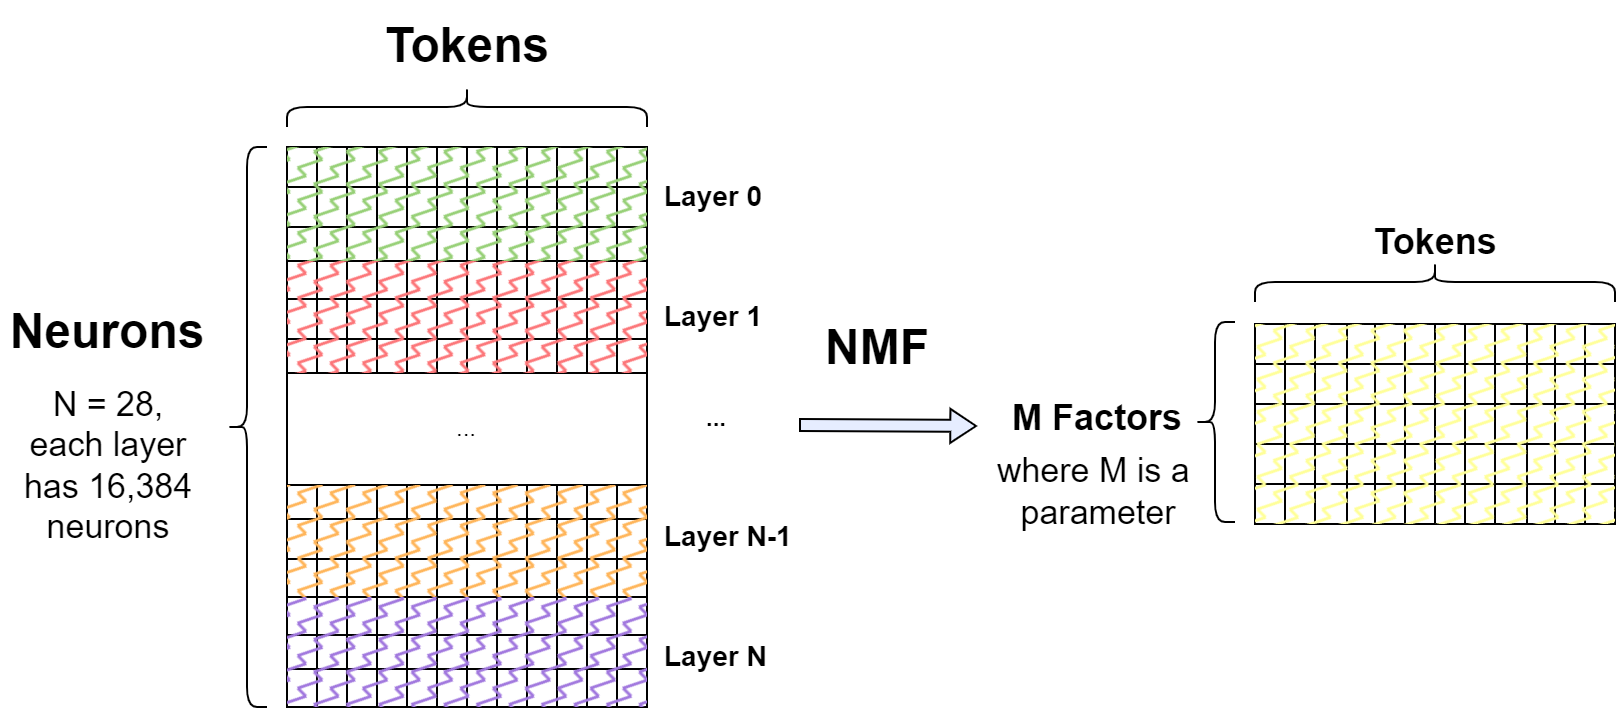 Tokens
Neurons
N = 28,
each layer
has 16,384
neurons
Layer 0
Layer 1
...
...
Layer N-1
Layer N
NMF
M Factors
where M is a
parameter
Tokens